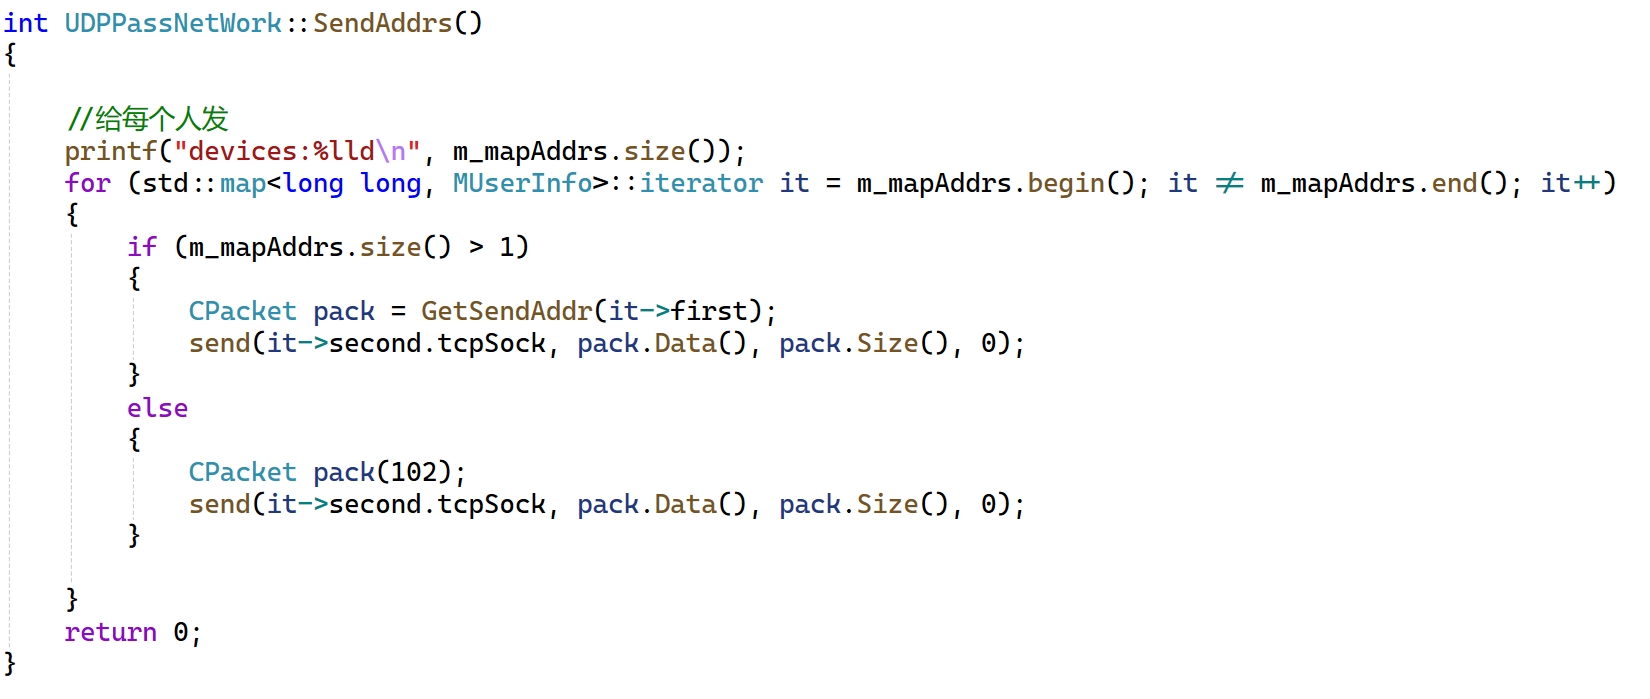 int UDPPassNetWork::SendAddrs()
{
//给每个人发
printf("devices:%lld\n", m_mapAddrs.size());
for (std::map<long long, MUserInfo>::iterator it = m_mapAddrs.begin(); it != m_mapAddrs.end(); it++)
{
if (m_mapAddrs.size() > 1)
{
CPacket pack = GetSendAddr(it->first);
send(it->second.tcpSock, pack.Data(), pack.Size(), 0);
}
else
{
CPacket pack(102);
send(it->second.tcpSock, pack.Data(), pack.Size(), 0);
}
}
return 0;
}